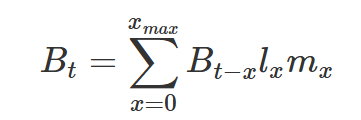 $$B_t = \sum_{x=0}^{x_{max}} B_{t-x} l_x m_x$$